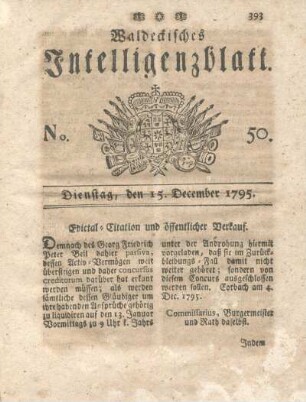 393
Waldeckisches
Intelligenzblatt.
No. 50.
Dienstag, den 15. December 1795.
Edictal-Citation und öffentlicher Verkauf.
Demnach des Georg Friedrich
Peter Bell daher passiva,
dessen Activ-Vermögen weit
übersteigen und daher concursus
creditorum darüber hat erkant
werden müssen; als werden
sämtliche dessen Gläubiger um
ihre habenden Ansprüche gehörig
zu liquidiren auf den 13. Januar
Vormittags zu 9 Uhr k. Jahrs
unter der Androhung hiermit
vorgeladen, daß sie im Zurück-
bleibungs-Fall damit nicht
weiter gehöret; sondern von
diesem Concurs ausgeschlossen
werden sollen. Corbach am 4.
Dec. 1795.
Commissarius, Burgermeister
und Rath daselbst.
Indem